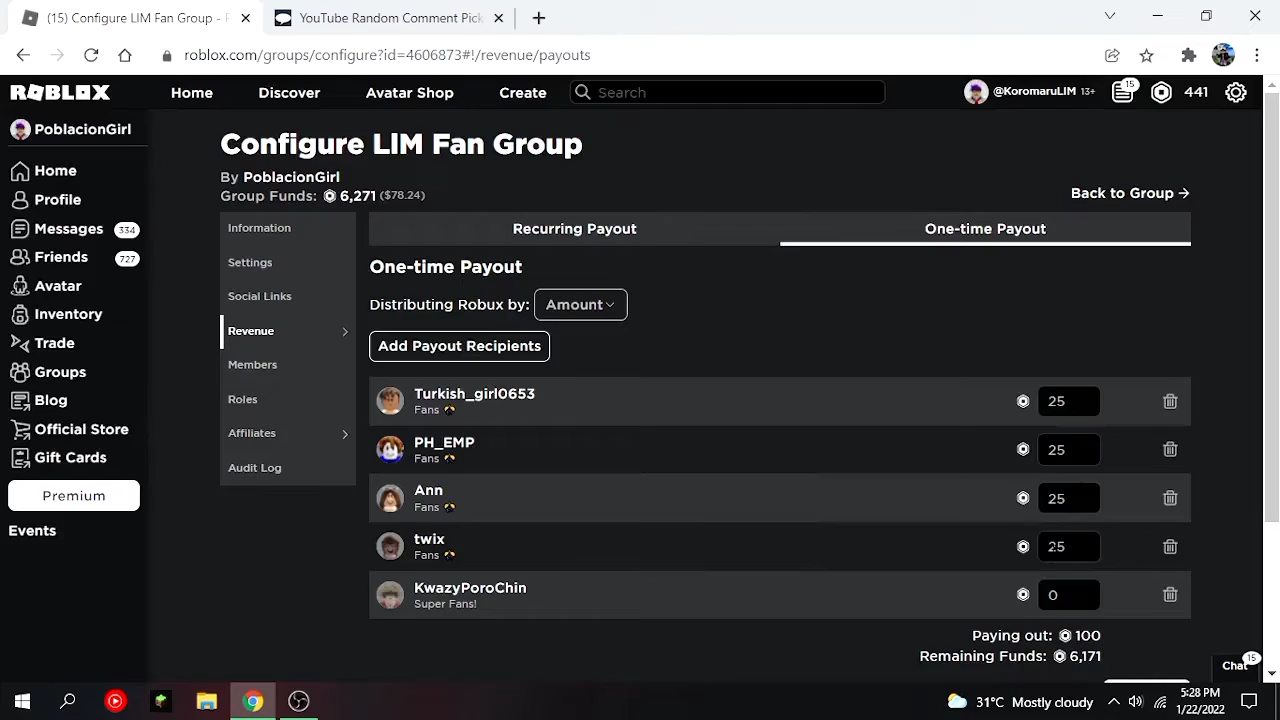 (15) Configure LIM Fan Group - R
YouTube Random Comment Pick
roblox.com/groups/configure?id=4606873#!/revenue/payouts
ROBLOX
Home
Discover
Avatar Shop
Create
Search
@KoromaruLIM 13+
15
441
PoblacionGirl
Home
Profile
Messages 334
Friends 727
Avatar
Inventory
Trade
Groups
Blog
Official Store
Gift Cards
Premium
Events
Configure LIM Fan Group
By PoblacionGirl
Group Funds: 6,271 ($78.24)
Back to Group
Information
Settings
Social Links
Revenue
Members
Roles
Affiliates
Audit Log
Recurring Payout
One-time Payout
One-time Payout
Distributing Robux by: Amount
Add Payout Recipients
Turkish_girl0653
Fans
25
PH_EMP
Fans
25
Ann
Fans
25
twix
Fans
25
KwazyPoroChin
Super Fans!
0
Paying out: 100
Remaining Funds: 6,171
Chat 15
31°C Mostly cloudy
5:28 PM
1/22/2022